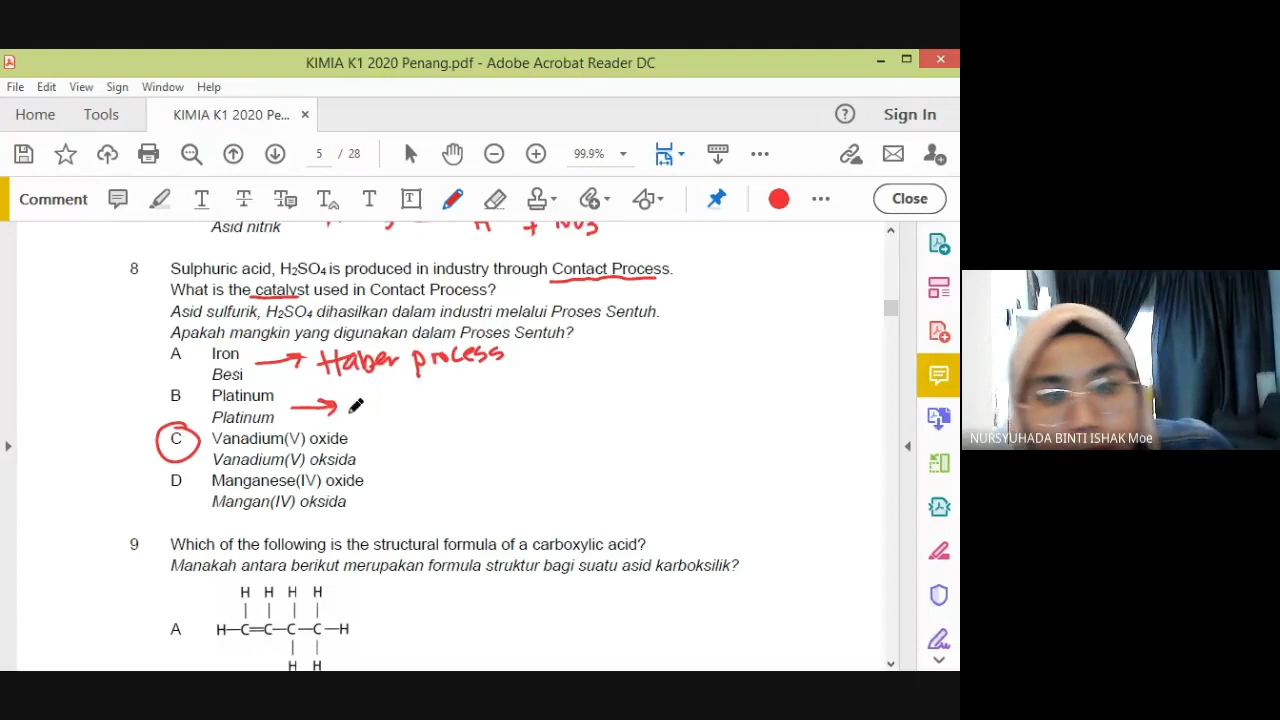 KIMIA K1 2020 Penang.pdf - Adobe Acrobat Reader DC
File Edit View Sign Window Help
Home Tools KIMIA K1 2020 Pe... × Sign In
5 / 28 99.9%
Comment Close
Asid nitrik H + NO3
8 Sulphuric acid, H₂SO₄ is produced in industry through Contact Process.
What is the catalyst used in Contact Process?
Asid sulfurik, H₂SO₄ dihasilkan dalam industri melalui Proses Sentuh.
Apakah mangkin yang digunakan dalam Proses Sentuh?
A Iron → Haber process
Besi
B Platinum
Platinum →
C Vanadium(V) oxide
Vanadium(V) oksida
D Manganese(IV) oxide
Mangan(IV) oksida
9 Which of the following is the structural formula of a carboxylic acid?
Manakah antara berikut merupakan formula struktur bagi suatu asid karboksilik?
H H H H
A H–C=C–C–C–H
H H
NURSYUHADA BINTI ISHAK Moe